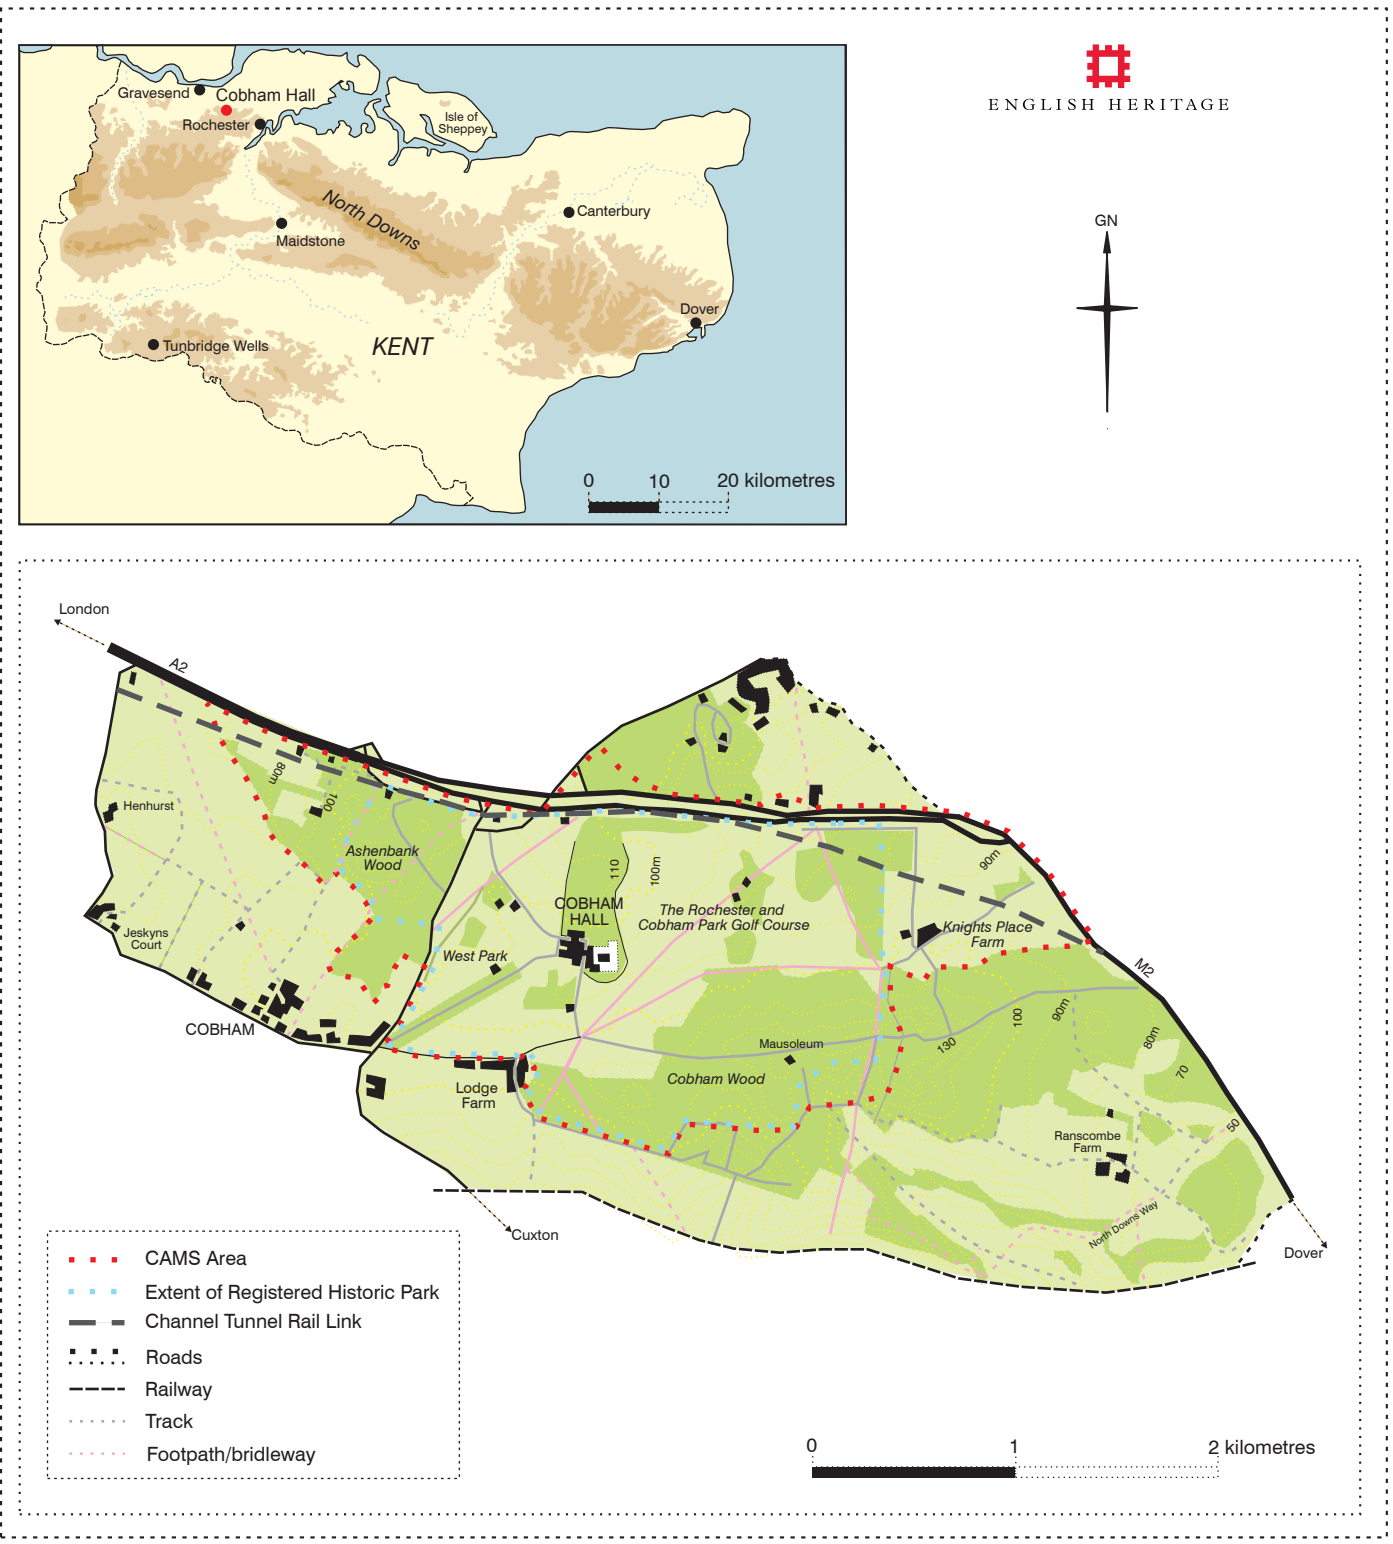 Gravesend
Cobham Hall
Rochester
Isle of
Sheppey
North Downs
Canterbury
Maidstone
Dover
Tunbridge Wells
KENT
0 10 20 kilometres
ENGLISH HERITAGE
GN
London
A2
80m
100
Henhurst
Ashenbank
Wood
110
100m
90m
COBHAM
HALL
The Rochester and
Cobham Park Golf Course
Knights Place
Farm
Jeskyns
Court
West Park
M2
COBHAM
100
90m
80m
130
Mausoleum
70
Cobham Wood
Lodge
Farm
50
Ranscombe
Farm
North Downs Way
Cuxton
Dover
CAMS Area
Extent of Registered Historic Park
Channel Tunnel Rail Link
Roads
Railway
Track
Footpath/bridleway
0 1 2 kilometres